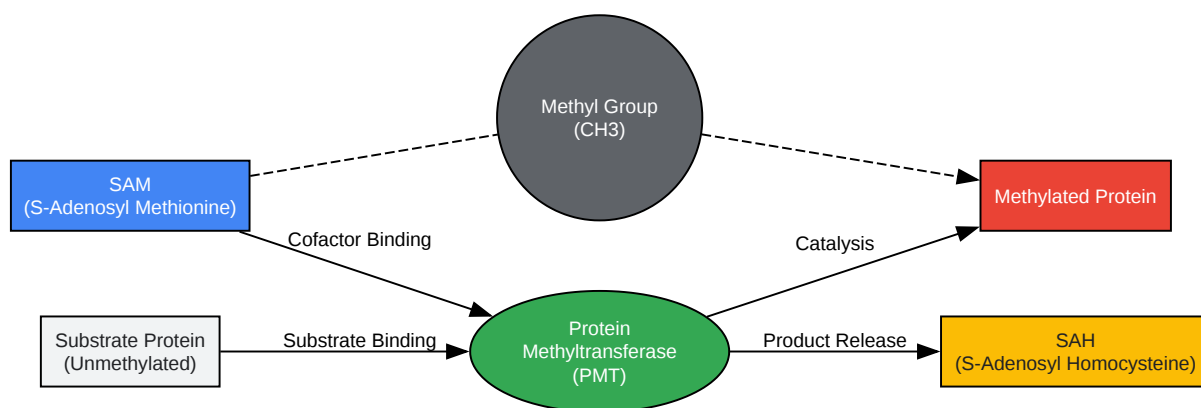 Methyl Group
(CH3)
SAM
(S-Adenosyl Methionine)
Methylated Protein
Cofactor Binding
Catalysis
Substrate Protein
(Unmethylated)
Substrate Binding
Protein
Methyltransferase
(PMT)
Product Release
SAH
(S-Adenosyl Homocysteine)